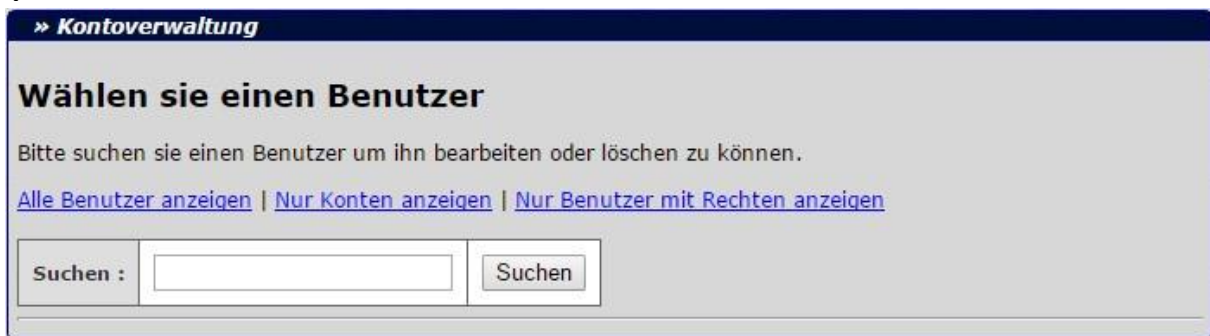 » Kontoverwaltung
Wählen sie einen Benutzer
Bitte suchen sie einen Benutzer um ihn bearbeiten oder löschen zu können.
Alle Benutzer anzeigen | Nur Konten anzeigen | Nur Benutzer mit Rechten anzeigen
Suchen : Suchen